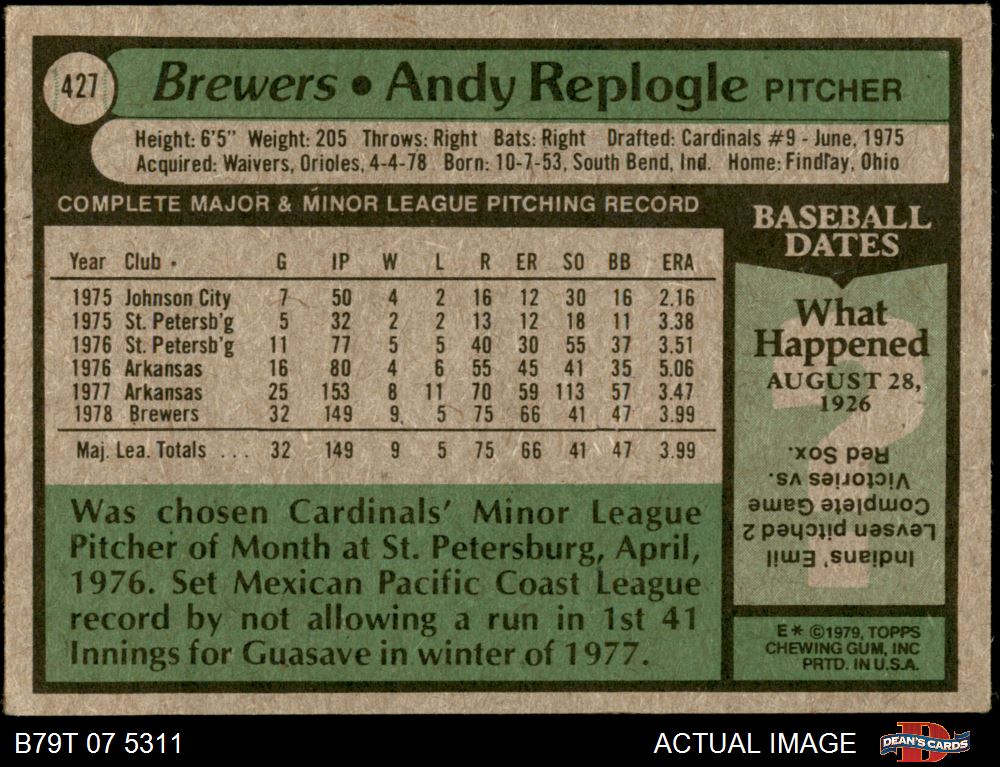 427
Brewers • Andy Replogle PITCHER
Height: 6'5" Weight: 205 Throws: Right Bats: Right Drafted: Cardinals #9 - June, 1975
Acquired: Waivers, Orioles, 4-4-78 Born: 10-7-53, South Bend, Ind. Home: Findlay, Ohio
COMPLETE MAJOR & MINOR LEAGUE PITCHING RECORD
Year Club G IP W L R ER SO BB ERA
1975 Johnson City 7 50 4 2 16 12 30 16 2.16
1975 St. Petersb'g 5 32 2 2 13 12 18 11 3.38
1976 St. Petersb'g 11 77 5 5 40 30 55 37 3.51
1976 Arkansas 16 80 4 6 55 45 41 35 5.06
1977 Arkansas 25 153 8 11 70 59 113 57 3.47
1978 Brewers 32 149 9 5 75 66 41 47 3.99
Maj. Lea. Totals ... 32 149 9 5 75 66 41 47 3.99
Was chosen Cardinals' Minor League
Pitcher of Month at St. Petersburg, April,
1976. Set Mexican Pacific Coast League
record by not allowing a run in 1st 41
Innings for Guasave in winter of 1977.
BASEBALL
DATES
What
Happened
AUGUST 28,
1926
?
Indians' Emil
Levsen pitched 2
Complete Game
Victories vs.
Red Sox.
E* ©1979, TOPPS
CHEWING GUM, INC
PRTD. IN U.S.A.
B79T 07 5311
ACTUAL IMAGE
D
DEAN'S CARDS